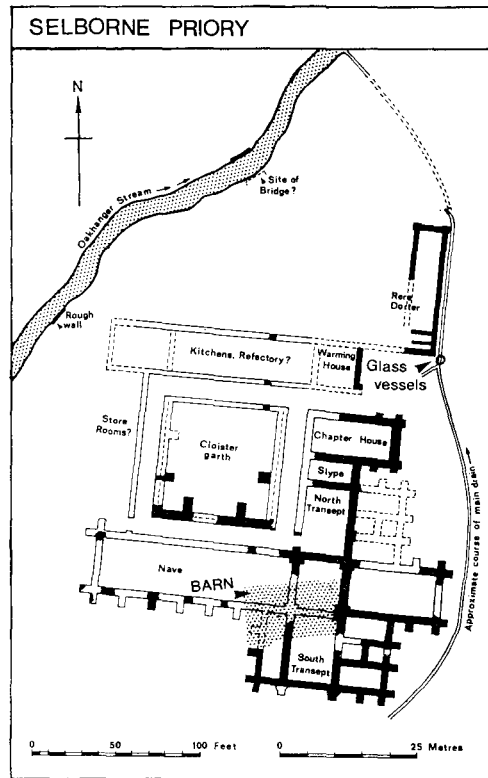 SELBORNE PRIORY
N
Oakhanger Stream
Site of
Bridge?
Rough
wall
Rere
Dorter
Kitchens, Refectory?
Warming
House
Glass
vessels
Store
Rooms?
Cloister
garth
Chapter House
Slype
North
Transept
Approximate course of main drain
Nave
BARN
South
Transept
0 50 100 Feet 0 25 Metres